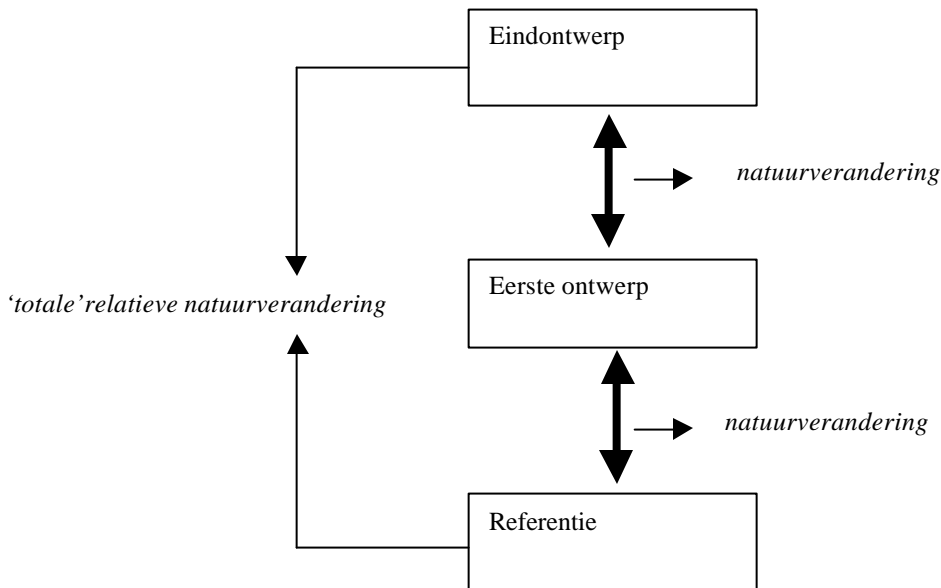 Eindontwerp
natuurverandering
Eerste ontwerp
‘totale’relatieve natuurverandering
natuurverandering
Referentie